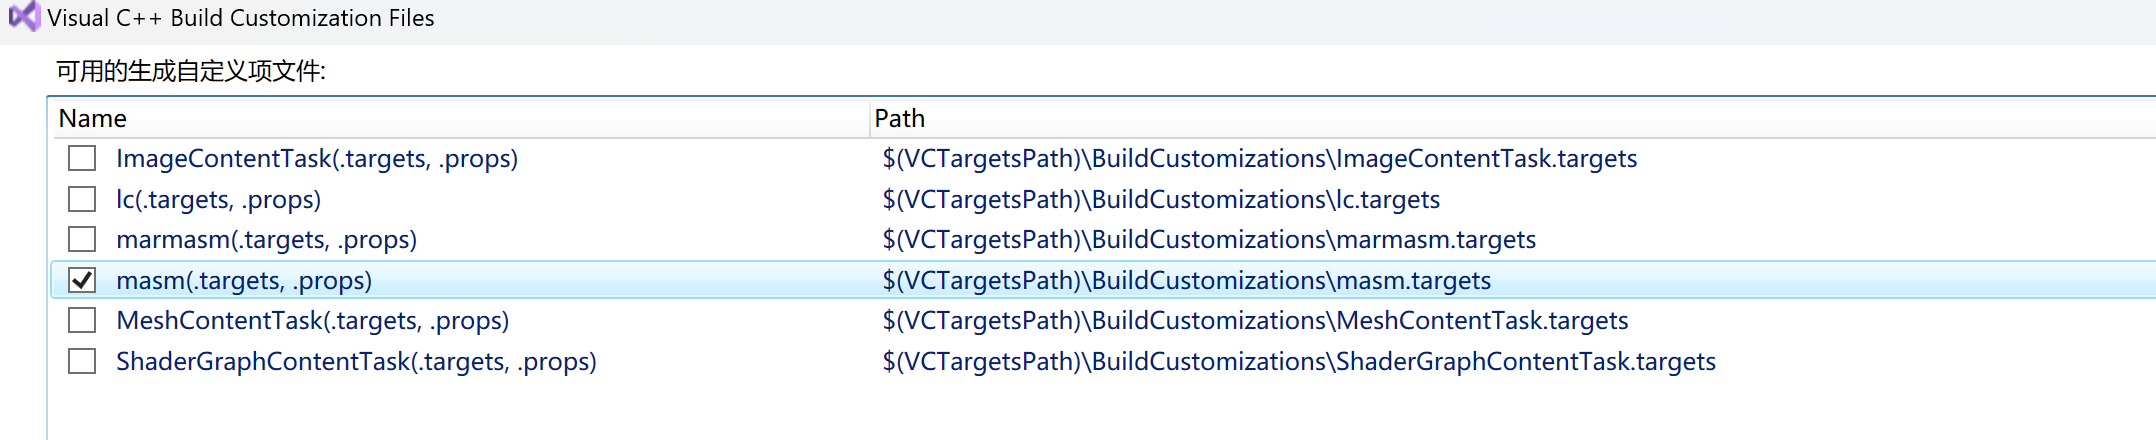 Visual C++ Build Customization Files
可用的生成自定义项文件:
Name Path
ImageContentTask(.targets, .props) $(VCTargetsPath)\BuildCustomizations\ImageContentTask.targets
lc(.targets, .props) $(VCTargetsPath)\BuildCustomizations\lc.targets
marmasm(.targets, .props) $(VCTargetsPath)\BuildCustomizations\marmasm.targets
masm(.targets, .props) $(VCTargetsPath)\BuildCustomizations\masm.targets
MeshContentTask(.targets, .props) $(VCTargetsPath)\BuildCustomizations\MeshContentTask.targets
ShaderGraphContentTask(.targets, .props) $(VCTargetsPath)\BuildCustomizations\ShaderGraphContentTask.targets